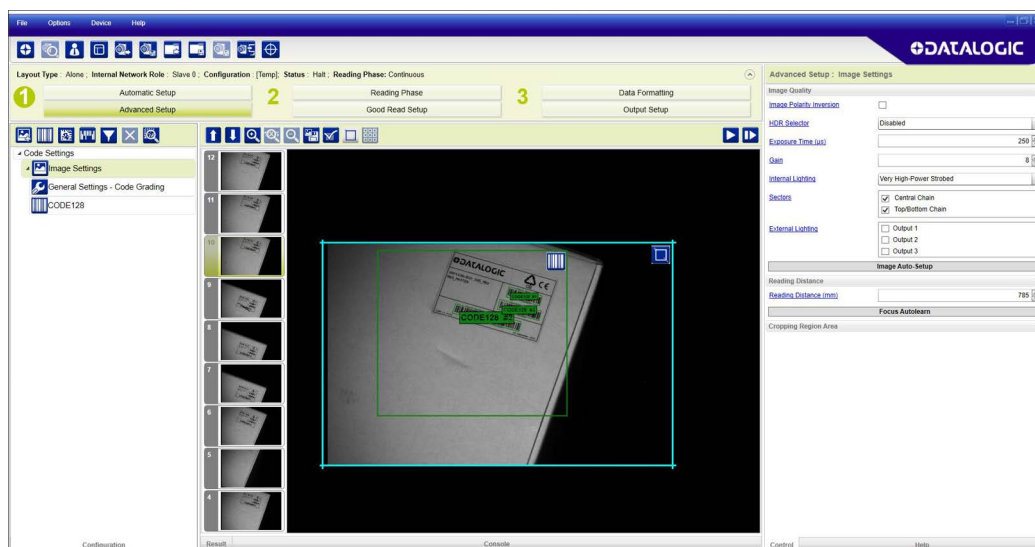 File Options Device Help
DATALOGIC
Layout Type : Alone ; Internal Network Role : Slave 0 ; Configuration : [Temp]; Status : Halt ; Reading Phase: Continuous
1 Automatic Setup 2 Reading Phase 3 Data Formatting
Advanced Setup Good Read Setup Output Setup
Code Settings
Image Settings
General Settings - Code Grading
CODE128
12
11
10
9
8
7
6
5
4
DATALOGIC
CE
CODE128 #2
Configuration
Result
Console
Advanced Setup : Image Settings
Image Quality
Image Polarity Inversion
HDR Selector Disabled
Exposure Time (us) 250
Gain 8
Internal Lighting Very High-Power Strobed
Sectors Central Chain
Top/Bottom Chain
External Lighting Output 1
Output 2
Output 3
Image Auto-Setup
Reading Distance
Reading Distance (mm) 785
Focus Autolearn
Cropping Region Area
Control Help